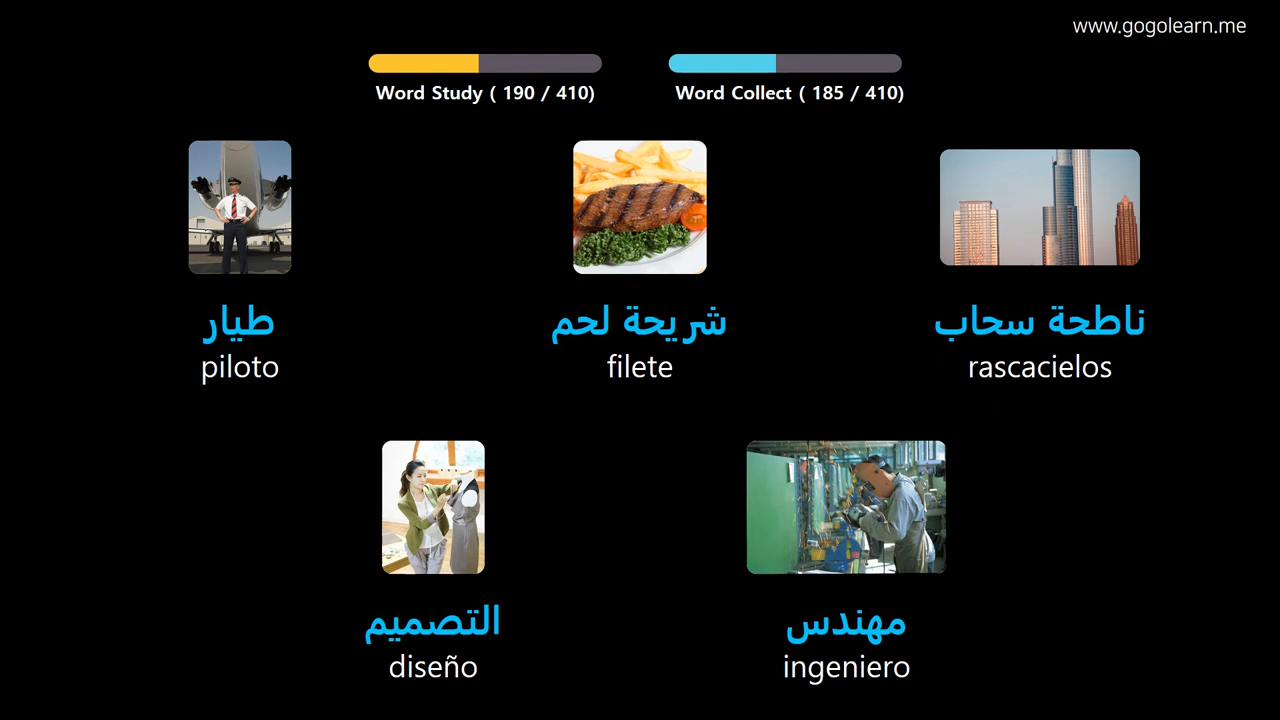 www.gogolearn.me
Word Study ( 190 / 410)
Word Collect ( 185 / 410)
طيار
piloto
شريحة لحم
filete
ناطحة سحاب
rascacielos
التصميم
diseño
مهندس
ingeniero